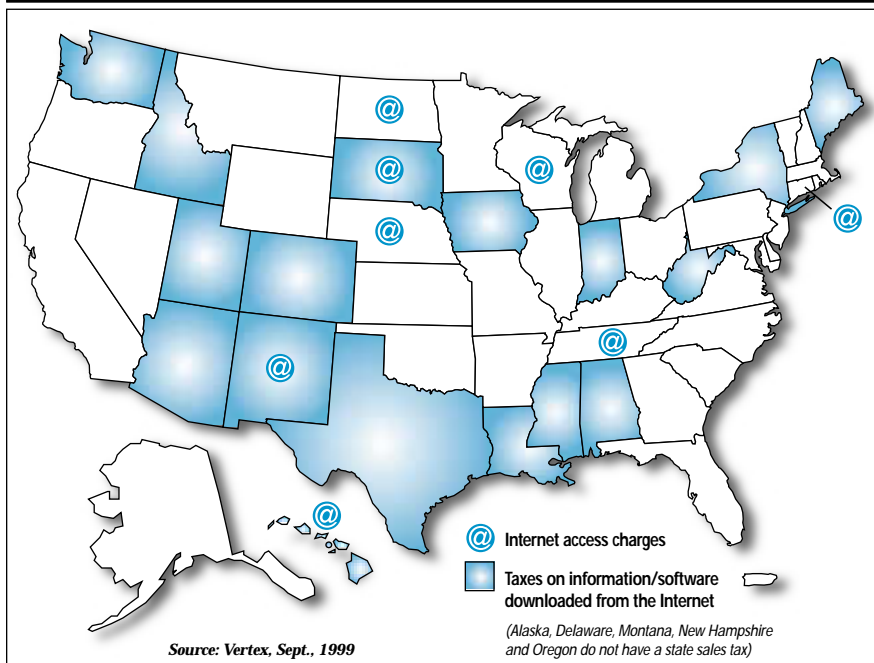 @
@
@
@
@
@
@
@
@ Internet access charges
Taxes on information/software
downloaded from the Internet
(Alaska, Delaware, Montana, New Hampshire
and Oregon do not have a state sales tax)
Source: Vertex, Sept., 1999